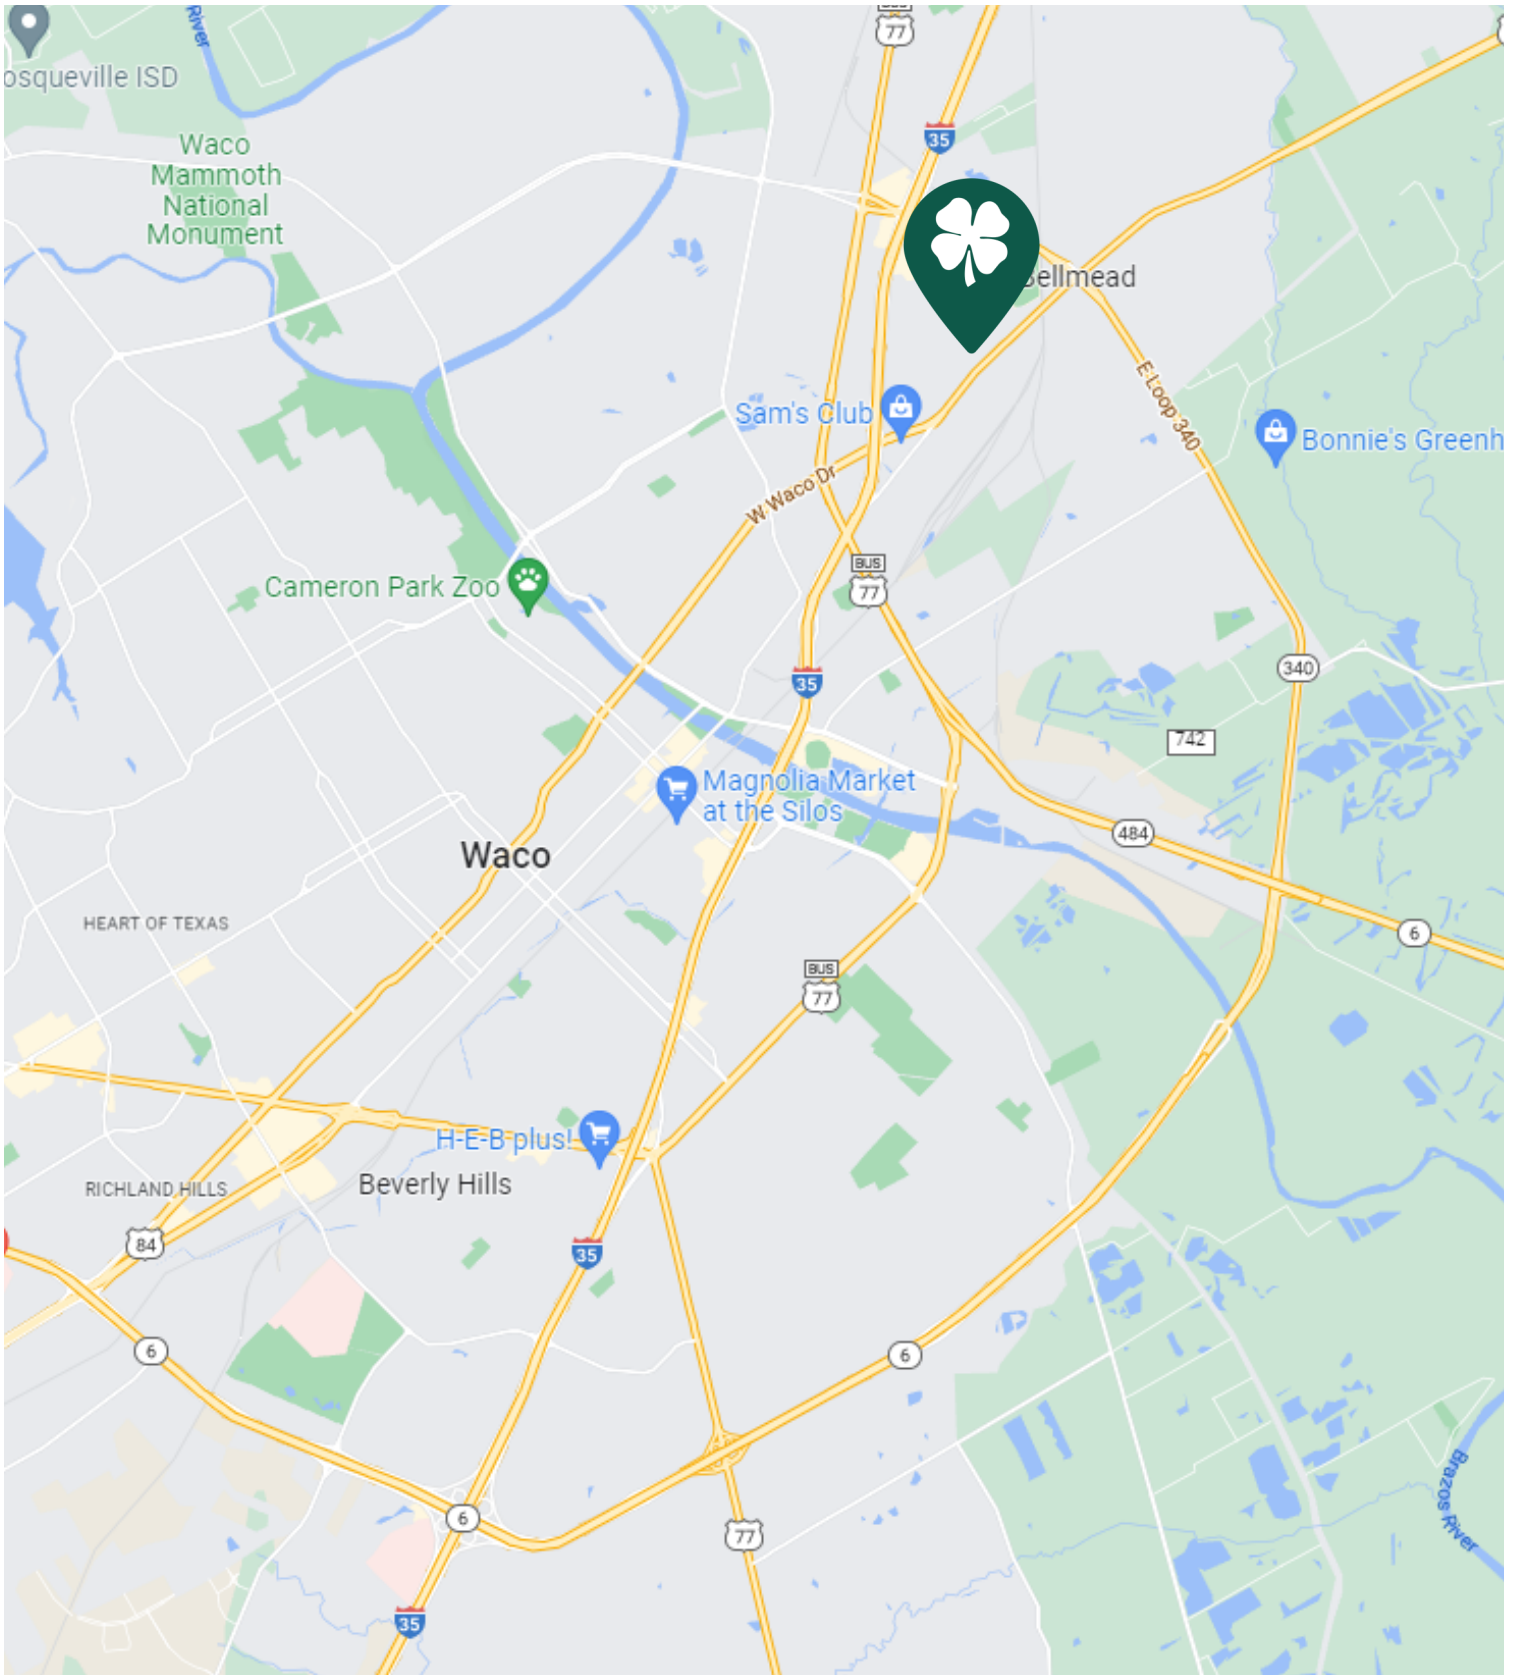 77
River
osqueville ISD
35
Waco
Mammoth
National
Monument
Bellmead
E Loop 340
Sam's Club
Bonnie's Greenh
W Waco Dr
BUS
77
Cameron Park Zoo
340
35
742
Magnolia Market
at the Silos
484
Waco
HEART OF TEXAS
6
BUS
77
H-E-B plus!
Beverly Hills
RICHLAND HILLS
84
35
6
6
Brazos River
6
77
35